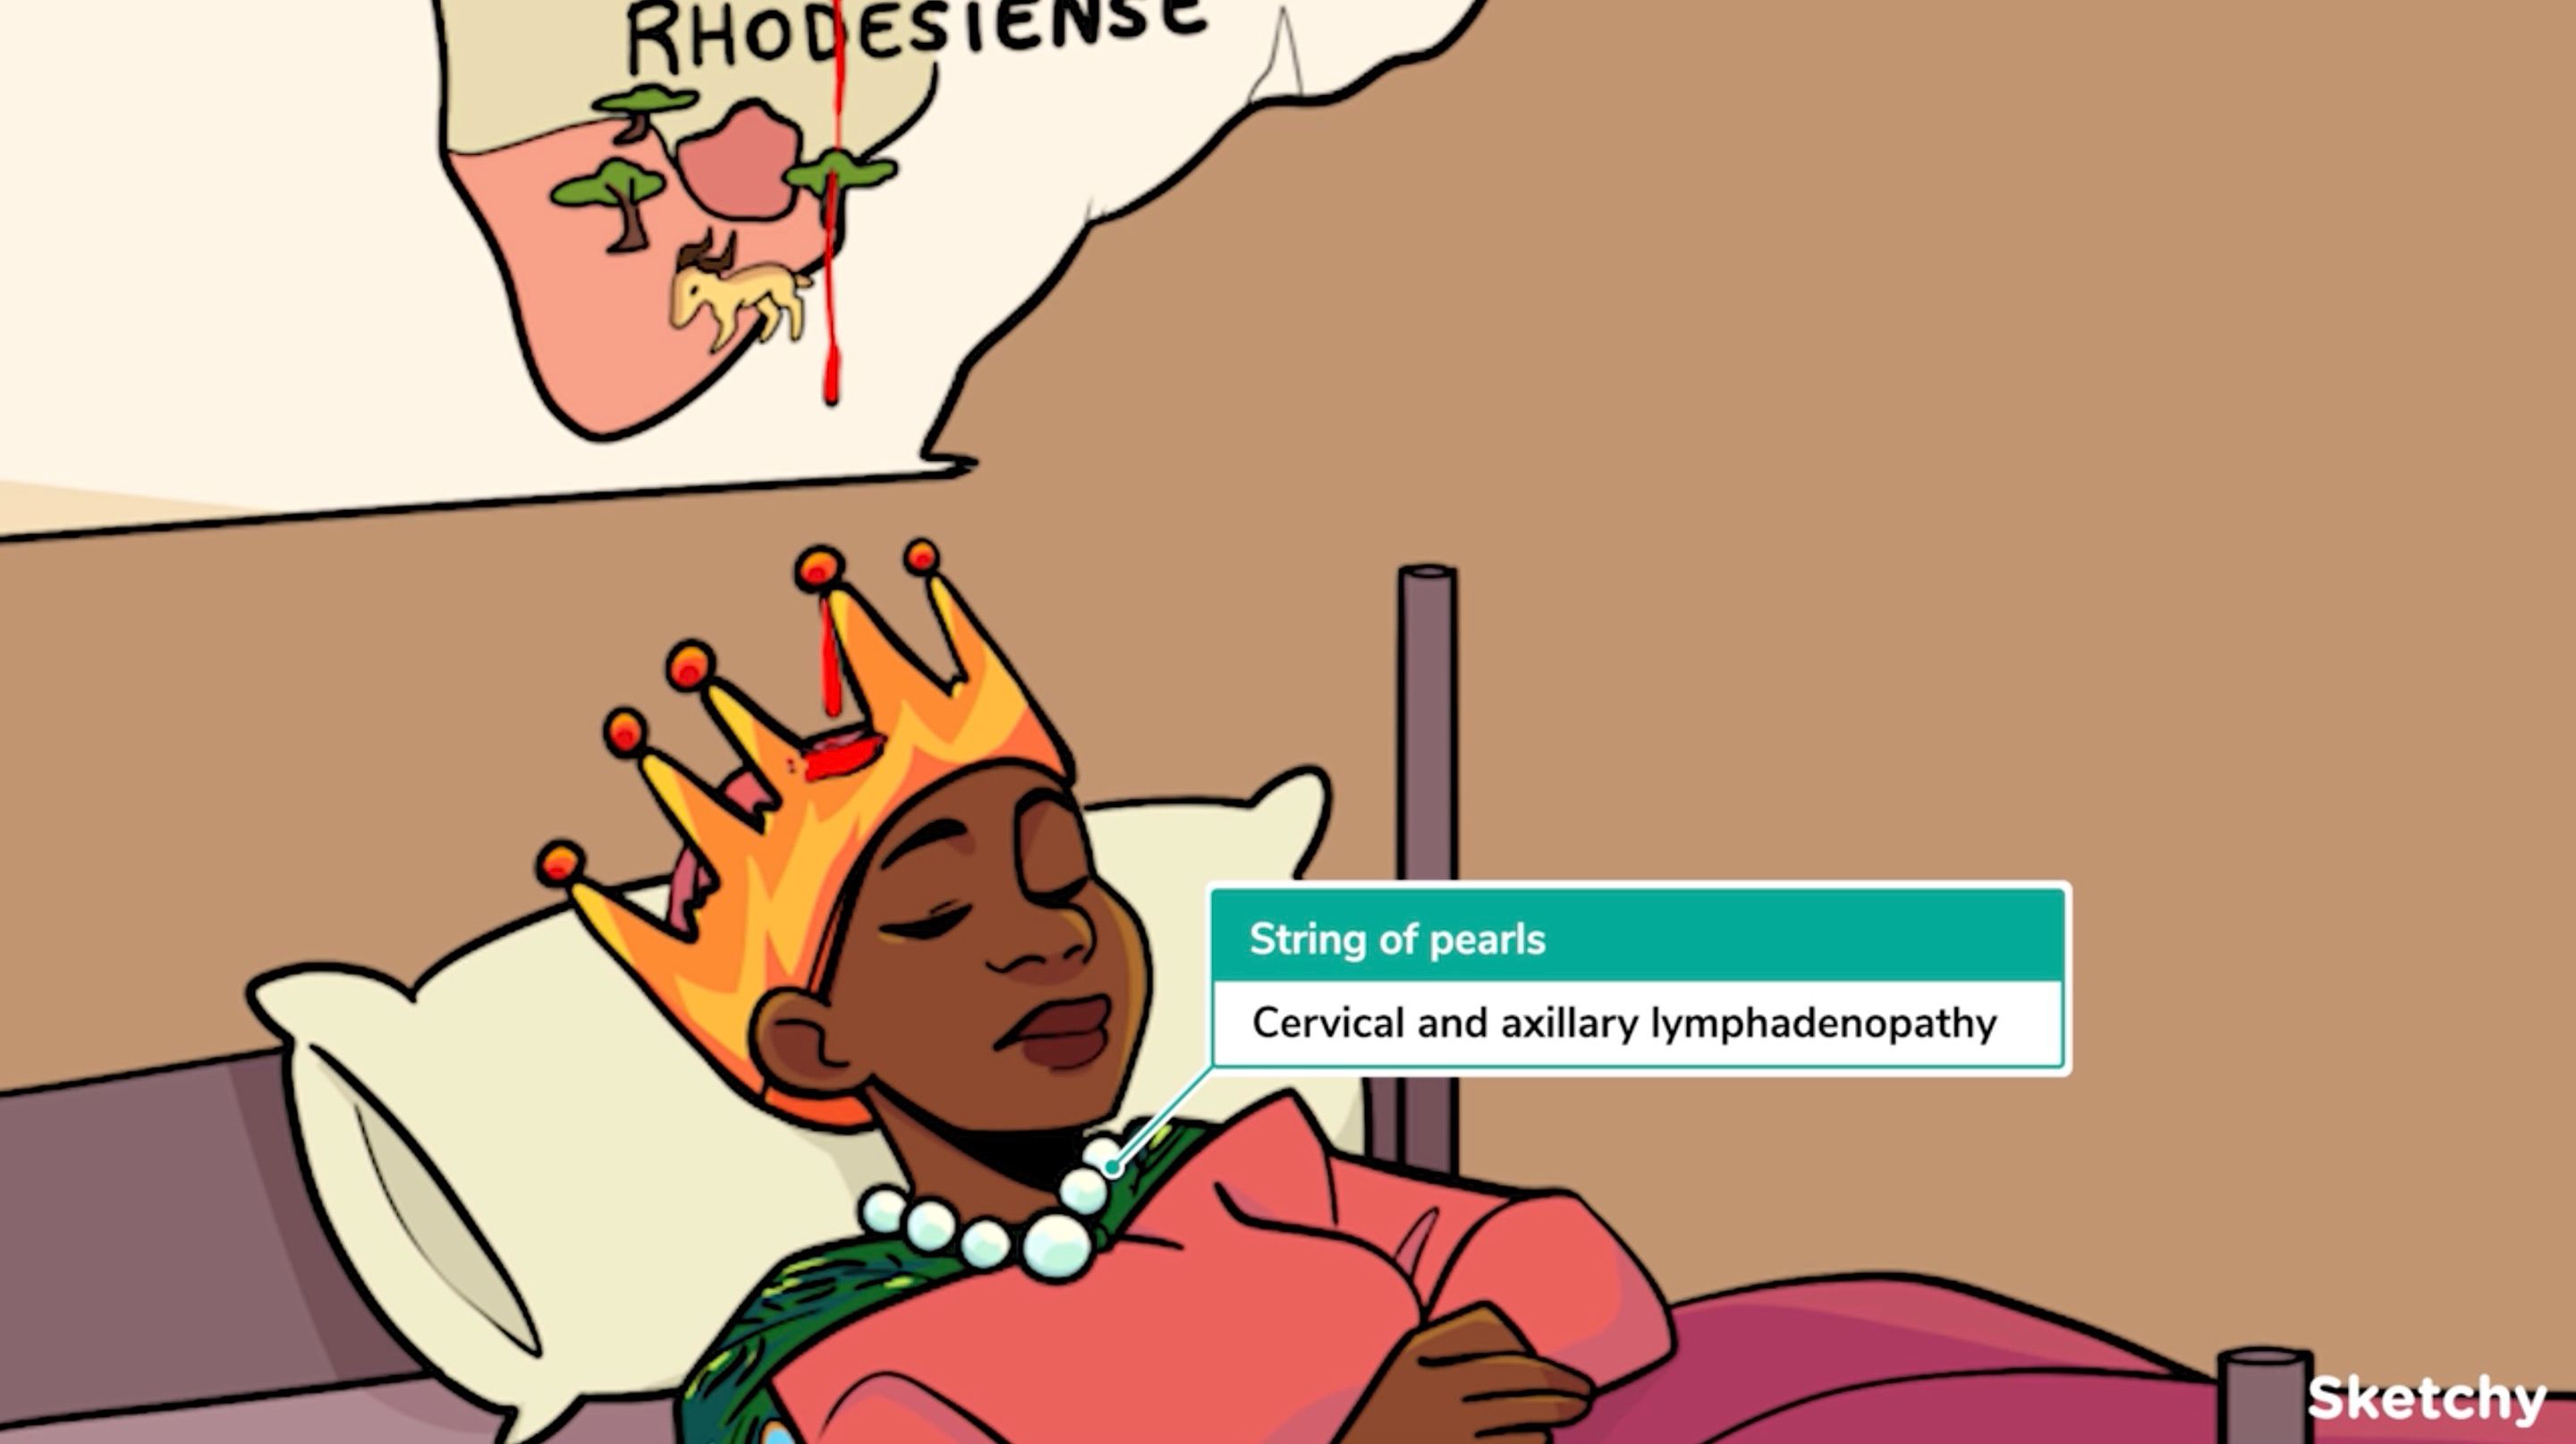 RHODESIENSE
String of pearls
Cervical and axillary lymphadenopathy
Sketchy